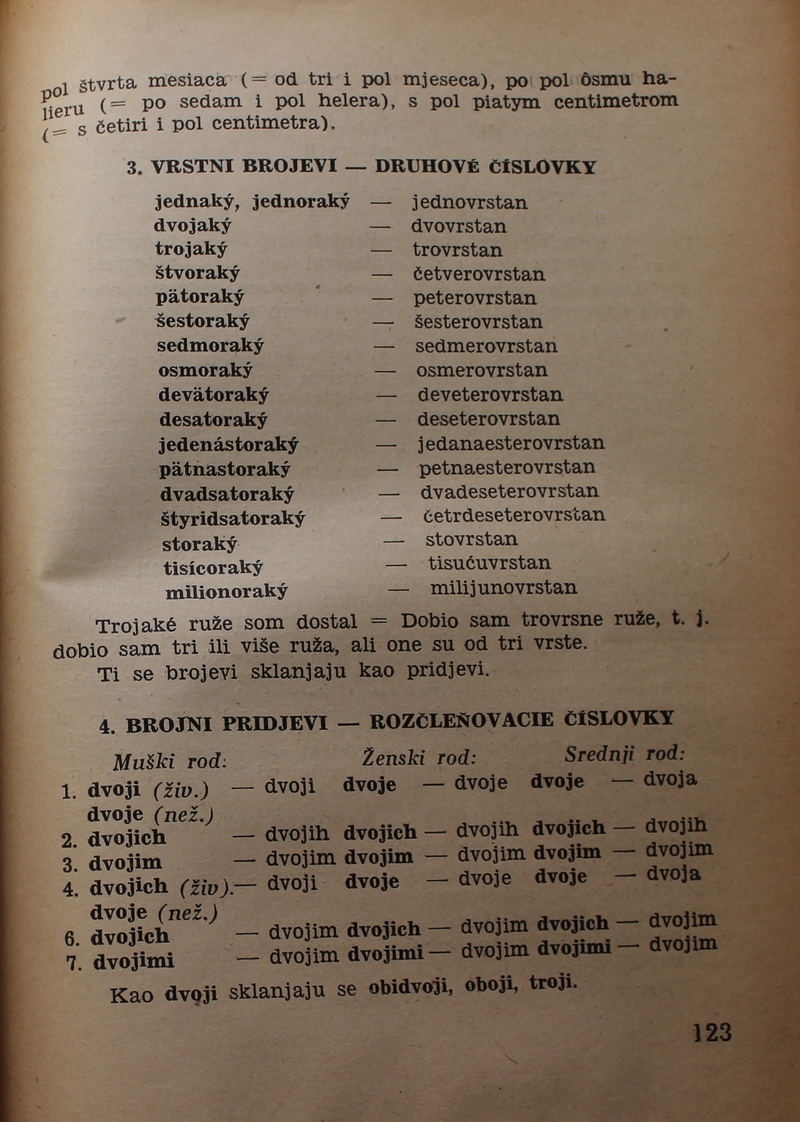 pol štvrta mesiaca (= od tri i pol mjeseca), po pol ôsmu ha-
lieru (= po sedam i pol helera), s pol piatym centimetrom
(= s četiri i pol centimetra).
3. VRSTNI BROJEVI — DRUHOVÉ ČÍSLOVKY
jednaký, jednoraký — jednovrstan
dvojaký — dvovrstan
trojaký — trovrstan
štvoraký — četverovrstan
pätoraký — peterovrstan
šestoraký — šesterovrstan
sedmoraký — sedmerovrstan
osmoraký — osmerovrstan
devätoraký — deveterovrstan
desatoraký — deseterovrstan
jedenástoraký — jedanaesterovrstan
pätnastoraký — petnaesterovrstan
dvadsatoraký — dvadeseterovrstan
štyridsatoraký — četrdeseterovrstan
storaký — stovrstan
tisícoraký — tisućuvrstan
milionoraký — milijunovrstan
Trojaké ruže som dostal = Dobio sam trovrsne ruže, t. j.
dobio sam tri ili više ruža, ali one su od tri vrste.
Ti se brojevi sklanjaju kao pridjevi.
4. BROJNI PRIDJEVI — ROZČLEŇOVACIE ČÍSLOVKY
Muški rod: Ženski rod: Srednji rod:
1. dvoji (živ.) — dvoji dvoje — dvoje dvoje — dvoja
dvoje (než.)
2. dvojich — dvojih dvojich — dvojih dvojich — dvojih
3. dvojim — dvojim dvojim — dvojim dvojim — dvojim
4. dvojich (živ).— dvoji dvoje — dvoje dvoje — dvoja
dvoje (než.)
6. dvojich — dvojim dvojich — dvojim dvojich — dvojim
7. dvojimi — dvojim dvojimi — dvojim dvojimi — dvojim
Kao dvoji sklanjaju se obidvoji, oboji, troji.
123